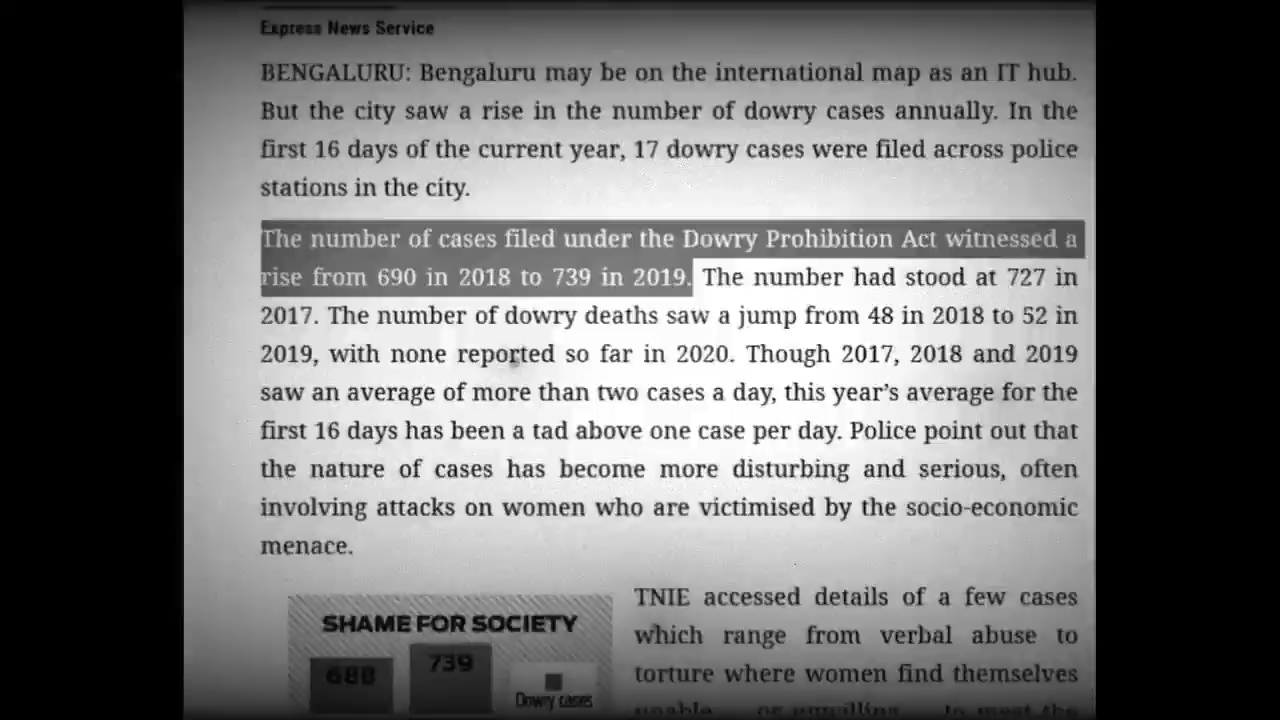 Express News Service
BENGALURU: Bengaluru may be on the international map as an IT hub.
But the city saw a rise in the number of dowry cases annually. In the
first 16 days of the current year, 17 dowry cases were filed across police
stations in the city.
The number of cases filed under the Dowry Prohibition Act witnessed a
rise from 690 in 2018 to 739 in 2019. The number had stood at 727 in
2017. The number of dowry deaths saw a jump from 48 in 2018 to 52 in
2019, with none reported so far in 2020. Though 2017, 2018 and 2019
saw an average of more than two cases a day, this year’s average for the
first 16 days has been a tad above one case per day. Police point out that
the nature of cases has become more disturbing and serious, often
involving attacks on women who are victimised by the socio-economic
menace.
SHAME FOR SOCIETY
739
Dowry cases
TNIE accessed details of a few cases
which range from verbal abuse to
torture where women find themselves
unable or unwilling to meet the